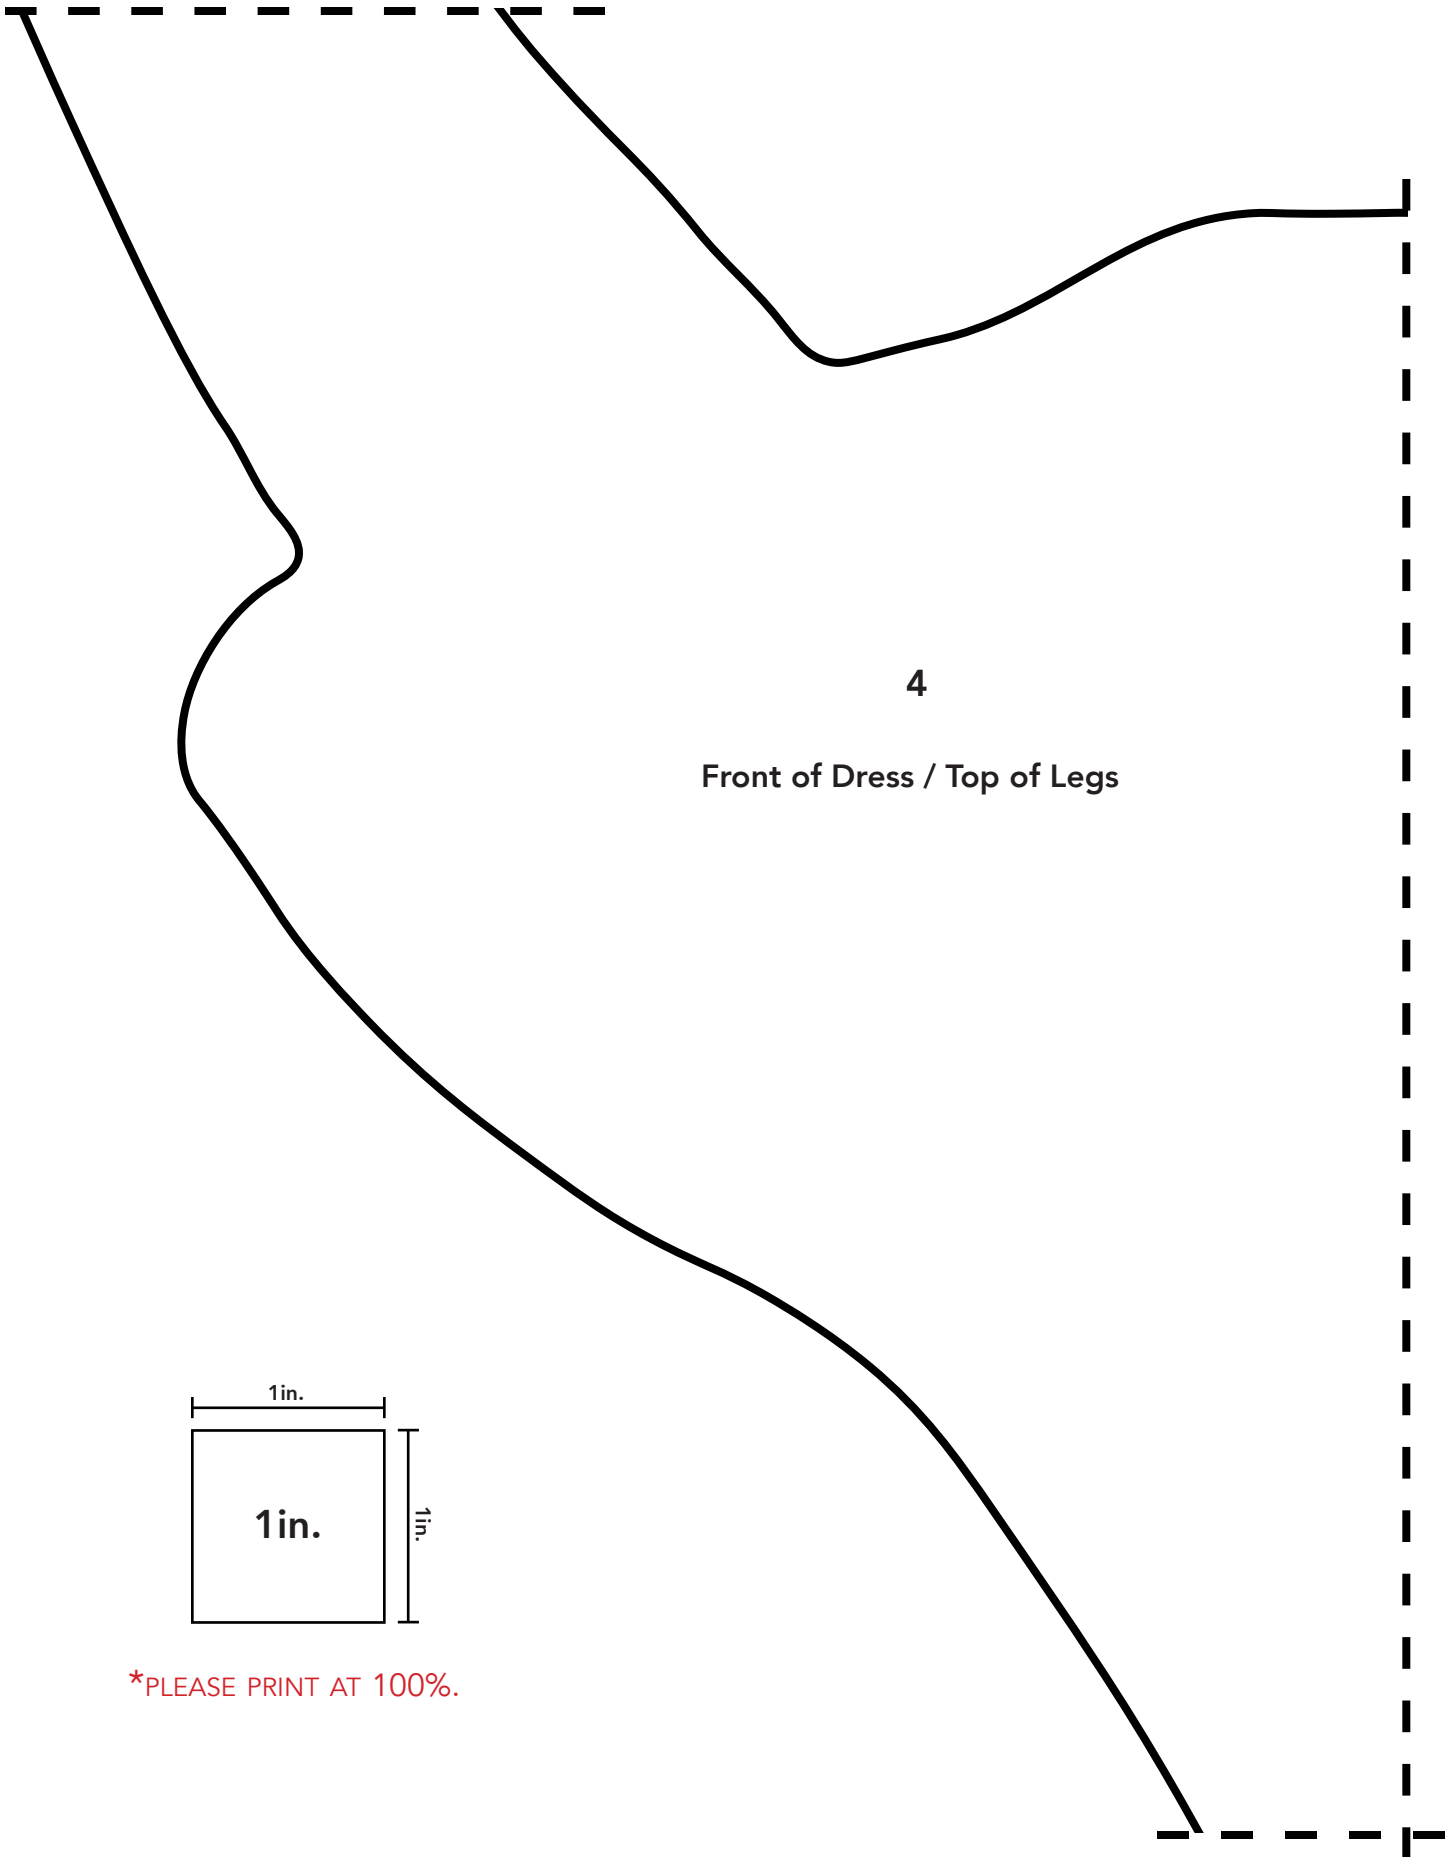 4
Front of Dress / Top of Legs
1in.
1in.
1in.
*PLEASE PRINT AT 100%.